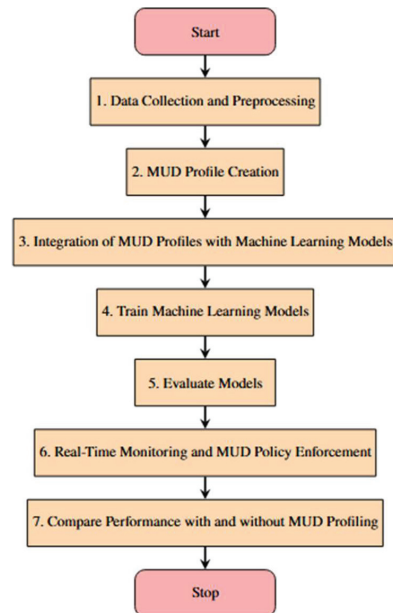 Start
1. Data Collection and Preprocessing
2. MUD Profile Creation
3. Integration of MUD Profiles with Machine Learning Models
4. Train Machine Learning Models
5. Evaluate Models
6. Real-Time Monitoring and MUD Policy Enforcement
7. Compare Performance with and without MUD Profiling
Stop